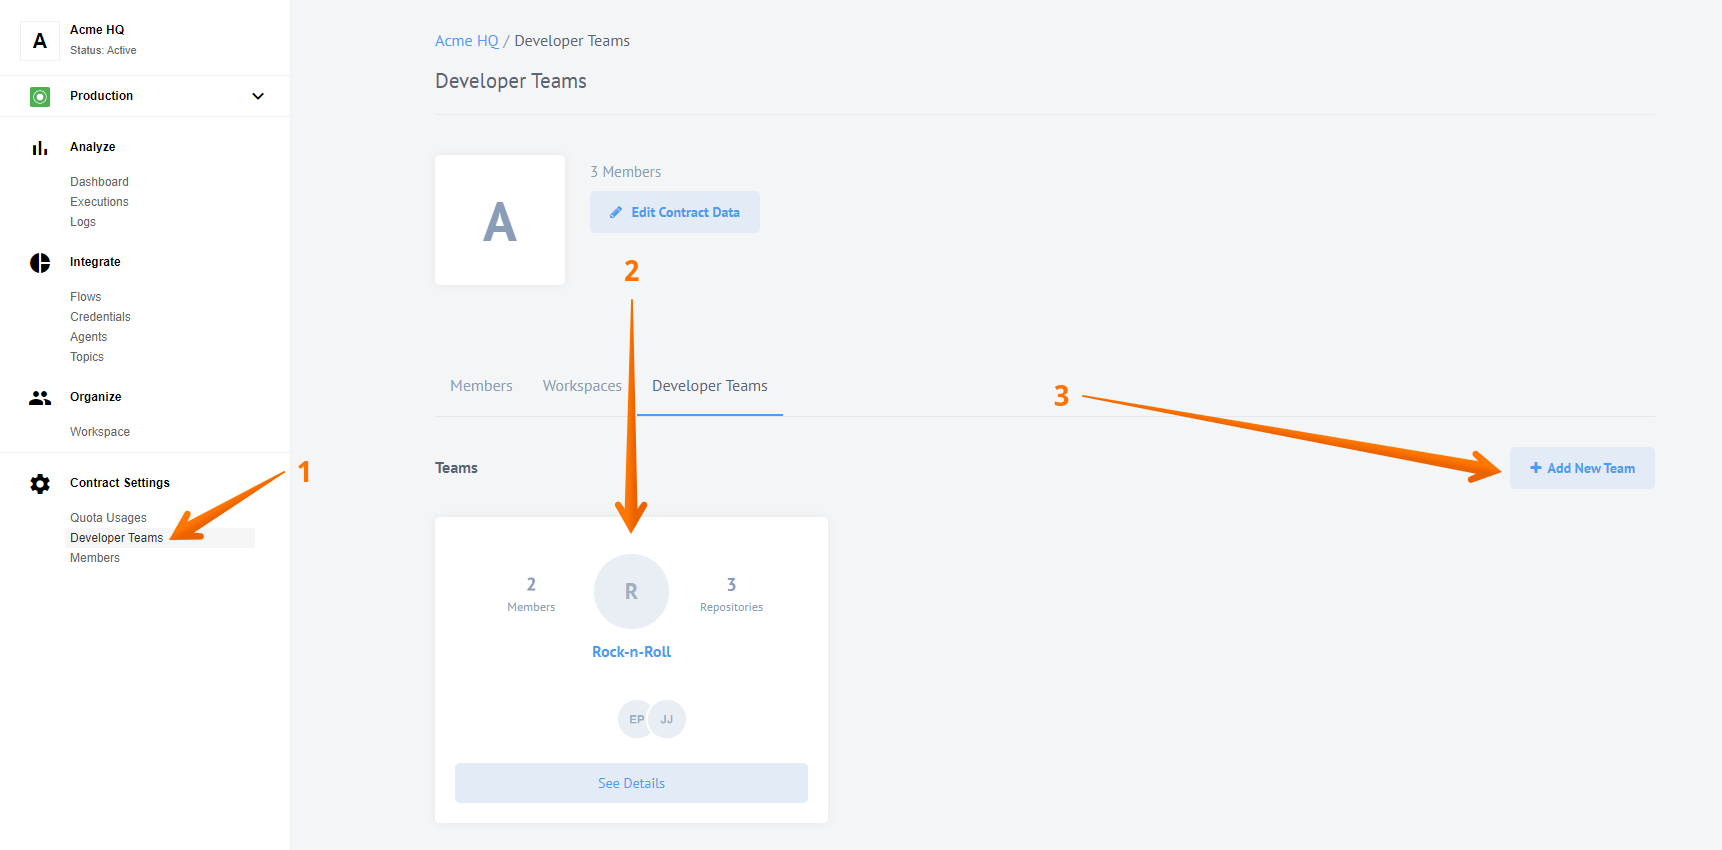 A
Acme HQ
Status: Active
Production
Analyze
Dashboard
Executions
Logs
Integrate
Flows
Credentials
Agents
Topics
Organize
Workspace
Contract Settings
Quota Usages
Developer Teams
Members
1
Acme HQ / Developer Teams
Developer Teams
A
3 Members
Edit Contract Data
2
Members Workspaces Developer Teams
3
Teams
+ Add New Team
2
Members
R
3
Repositories
Rock-n-Roll
EP JJ
See Details